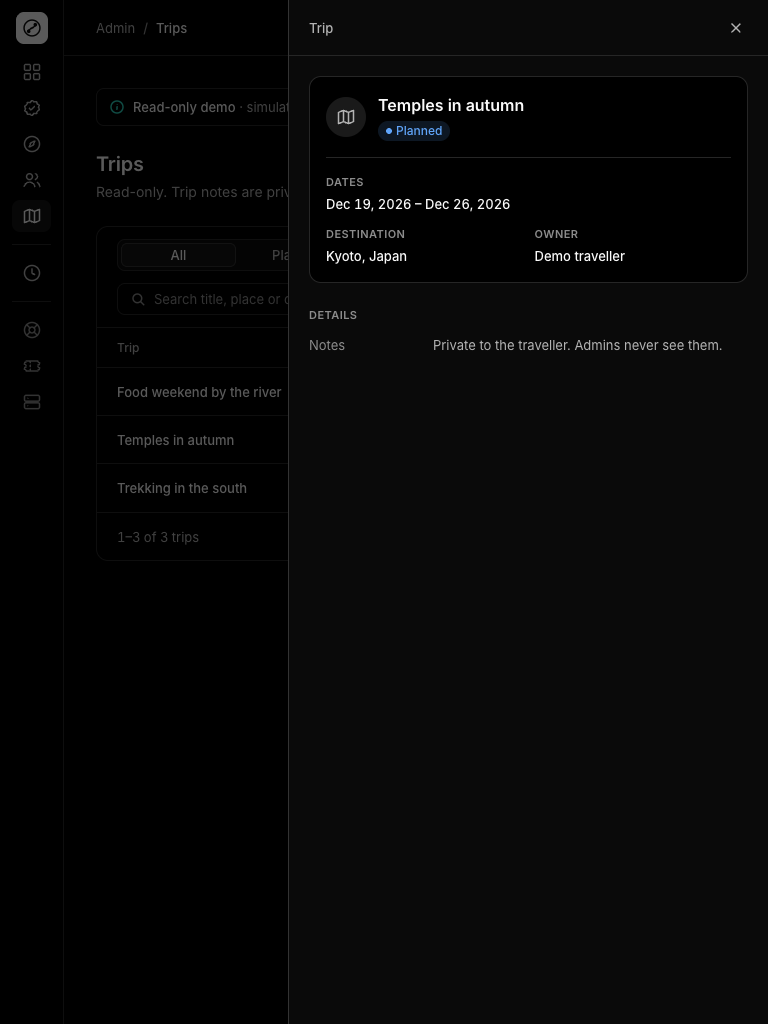 Admin / Trips
Read-only demo · simulat
Trips
Read-only. Trip notes are priv
All Pla
Search title, place or o
Trip
Food weekend by the river
Temples in autumn
Trekking in the south
1–3 of 3 trips
Trip
Temples in autumn
Planned
DATES
Dec 19, 2026 – Dec 26, 2026
DESTINATION OWNER
Kyoto, Japan Demo traveller
DETAILS
Notes Private to the traveller. Admins never see them.